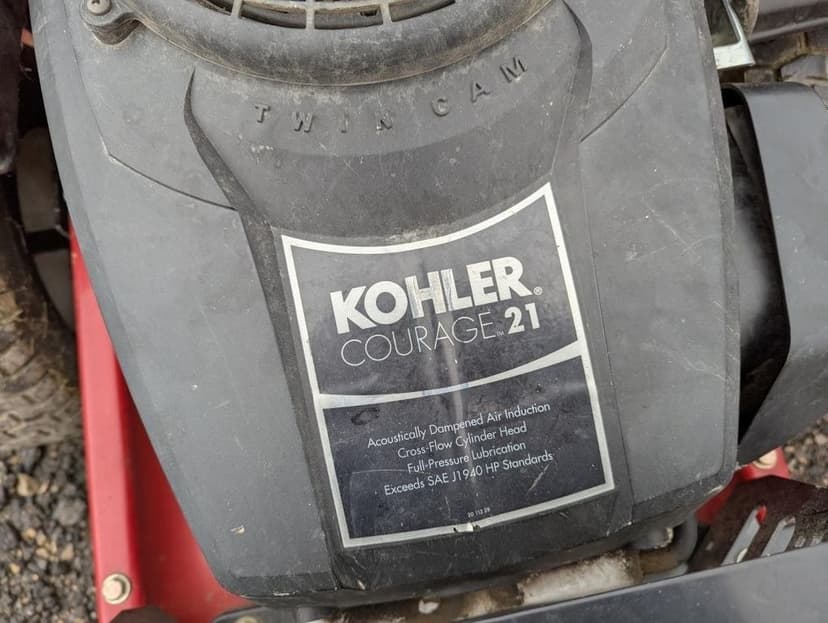 TWIN CAM
KOHLER®
COURAGE™ 21
Acoustically Dampened Air Induction
Cross-Flow Cylinder Head
Full-Pressure Lubrication
Exceeds SAE J1940 HP Standards